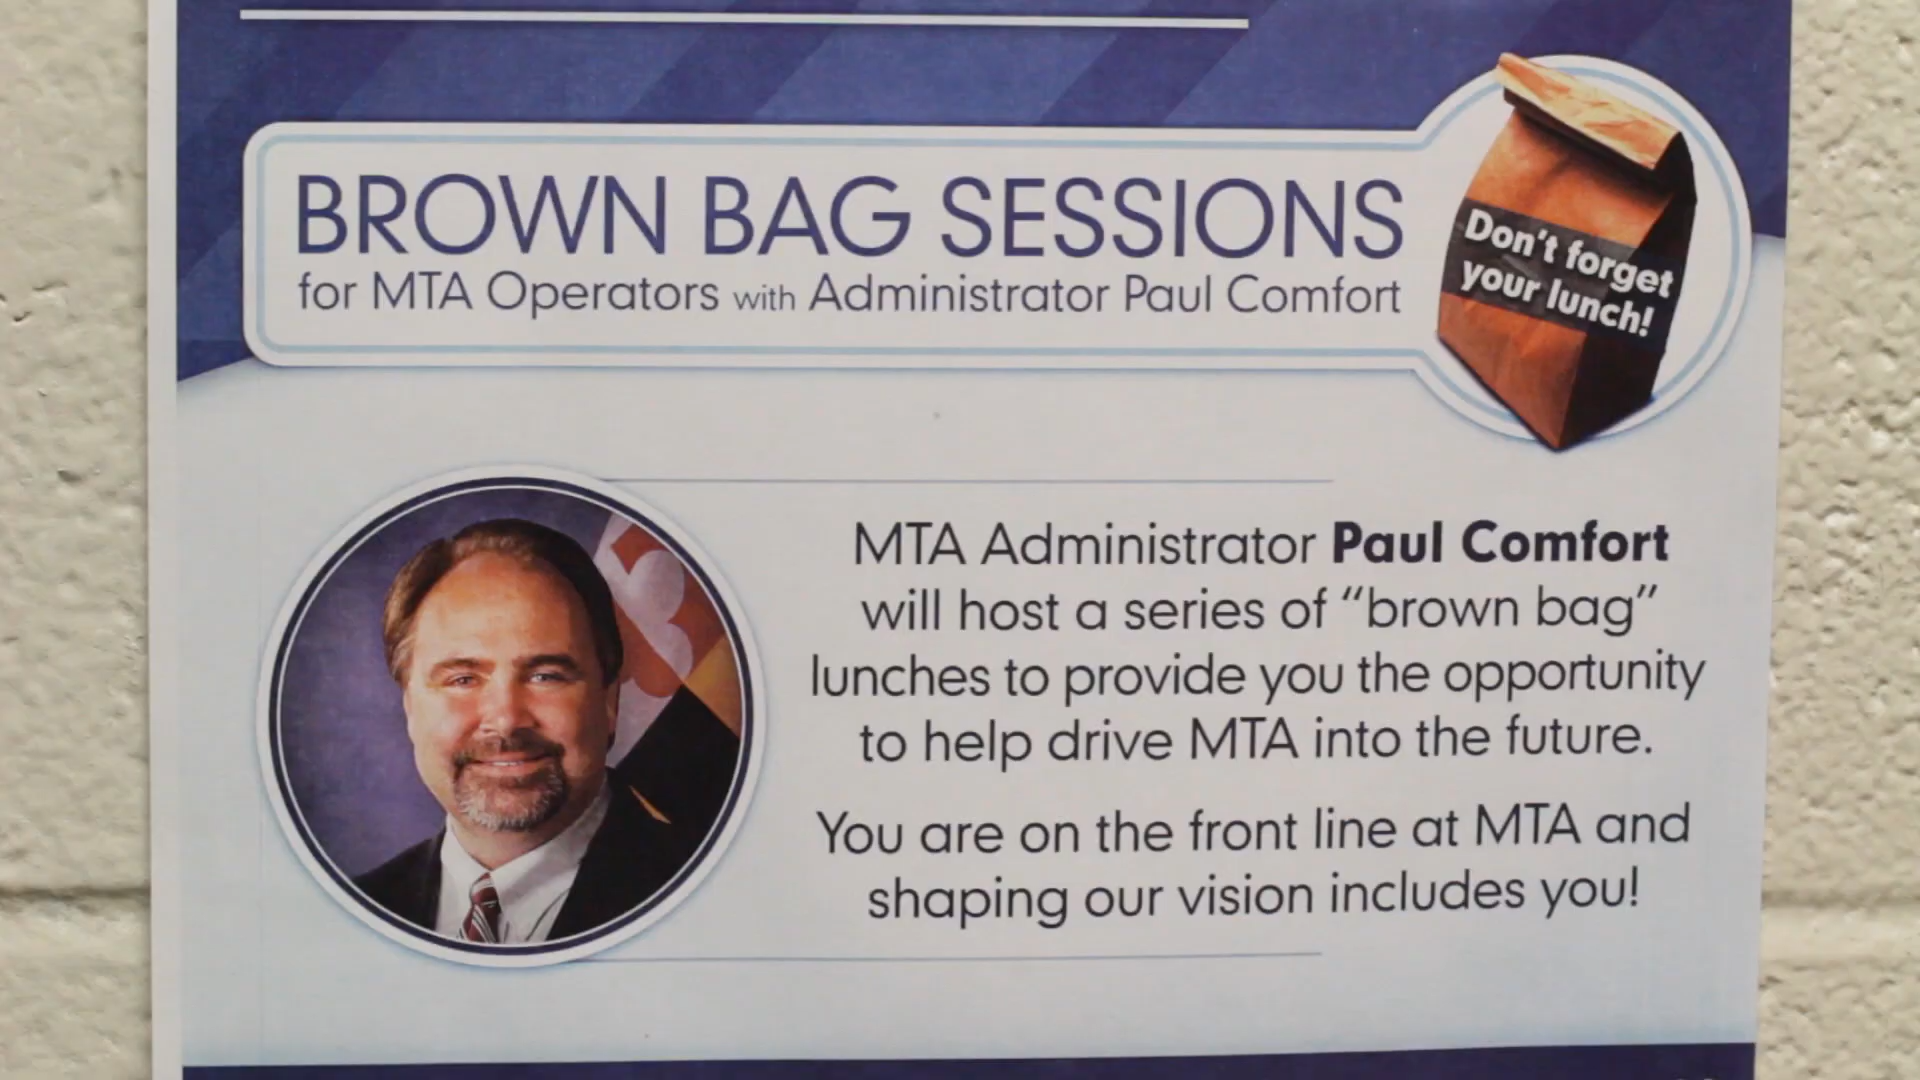 BROWN BAG SESSIONS
for MTA Operators with Administrator Paul Comfort
Don't forget
your lunch!
MTA Administrator Paul Comfort
will host a series of “brown bag”
lunches to provide you the opportunity
to help drive MTA into the future.
You are on the front line at MTA and
shaping our vision includes you!